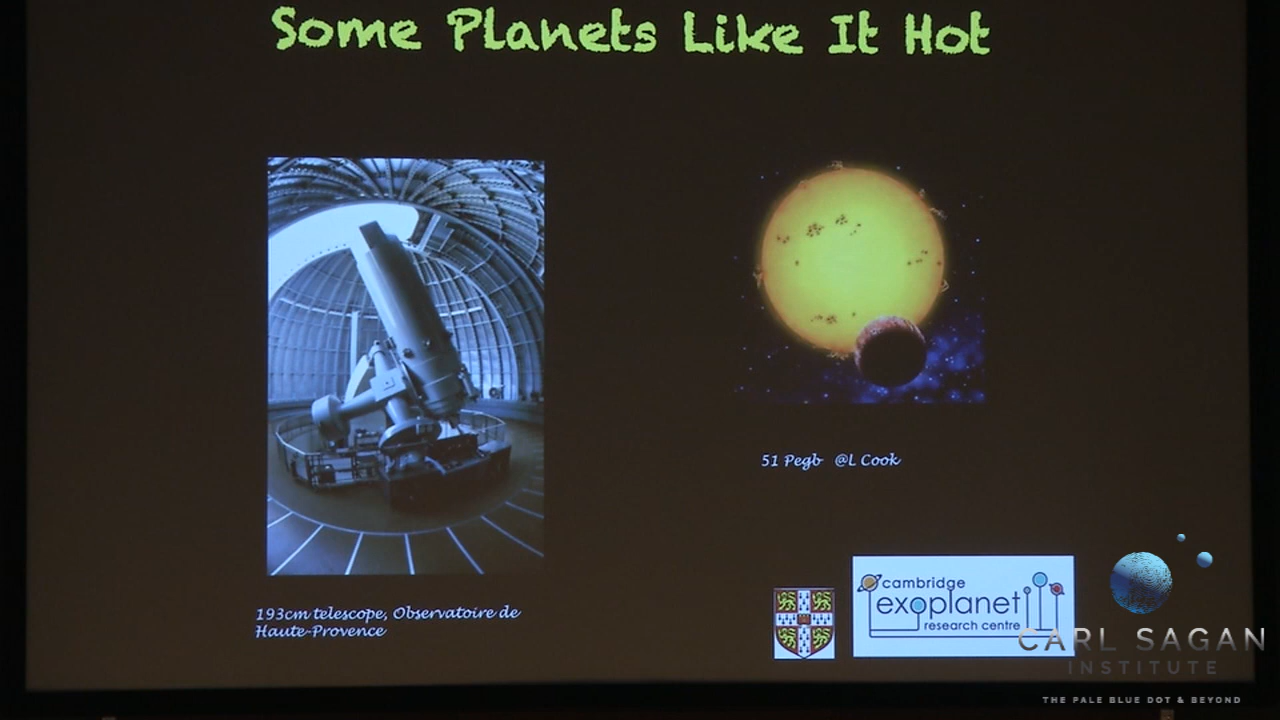 Some Planets Like It Hot
51 Pegb @L Cook
193cm telescope, Observatoire de
Haute-Provence
cambridge
exoplanet
research centre
CARL SAGAN
INSTITUTE
THE PALE BLUE DOT & BEYOND